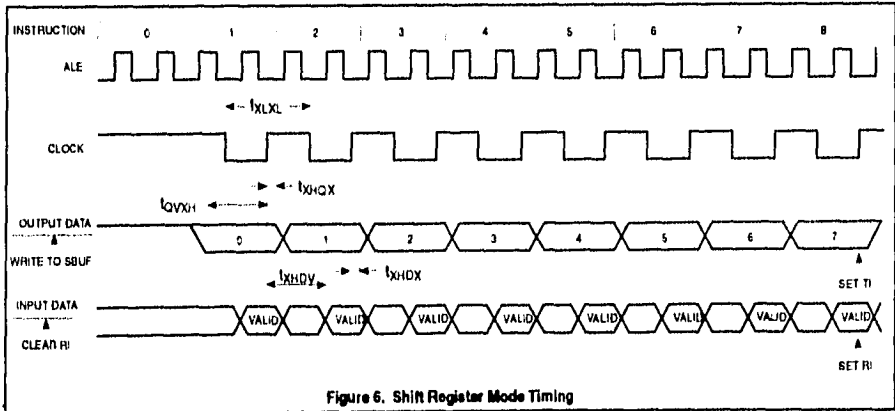 INSTRUCTION 0 1 2 3 4 5 6 7 8
ALE
tXLXL
CLOCK
tXHQX
tQVXH
OUTPUT DATA 0 1 2 3 4 5 6 7
WRITE TO SBUF
tXHDV tXHDX
SET TI
INPUT DATA VALID VALID VALID VALID VALID VALID VALID VALID
CLEAR RI
SET RI
Figure 6. Shift Register Mode Timing